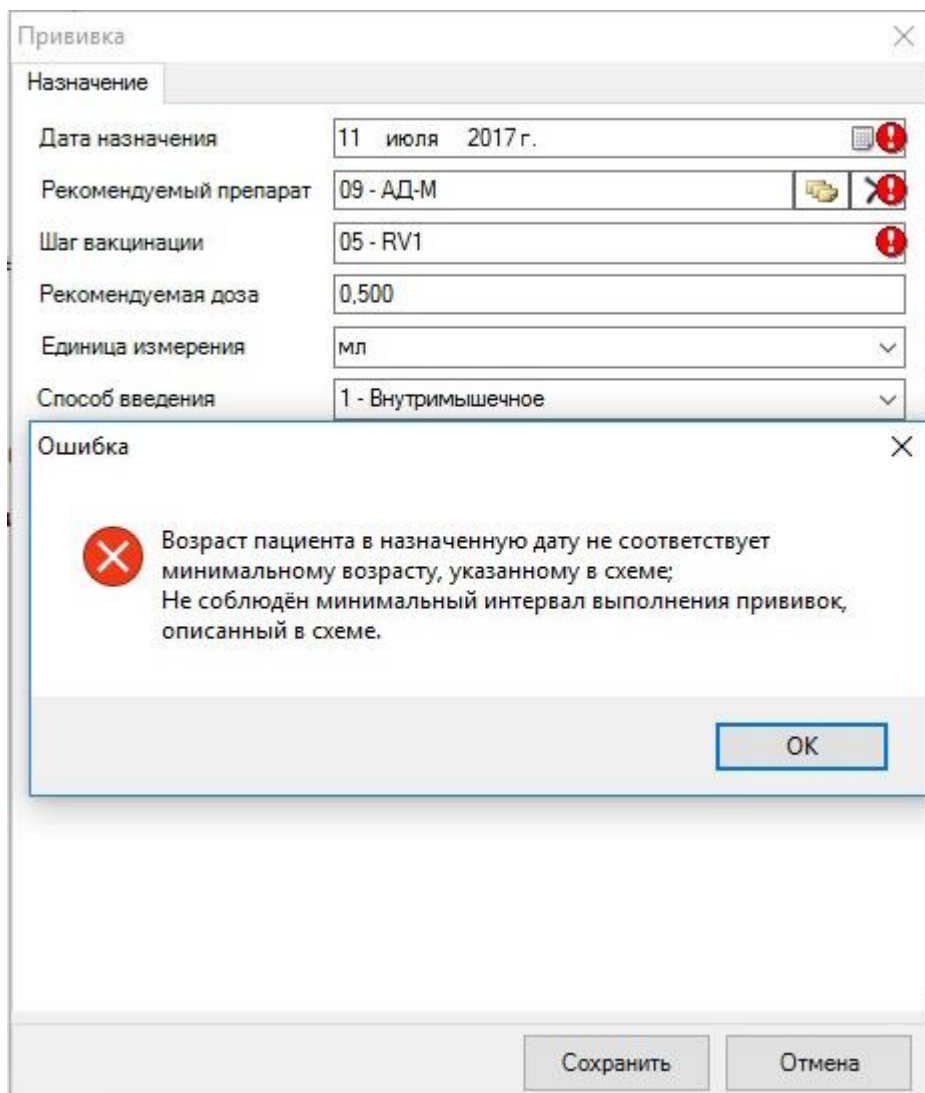 Прививка
Назначение
Дата назначения 11 июля 2017 г.
Рекомендуемый препарат 09 - АД-М
Шаг вакцинации 05 - RV1
Рекомендуемая доза 0,500
Единица измерения мл
Способ введения 1 - Внутримышечное
Ошибка
Возраст пациента в назначенную дату не соответствует
минимальному возрасту, указанному в схеме;
Не соблюдён минимальный интервал выполнения прививок,
описанный в схеме.
OK
Сохранить Отмена